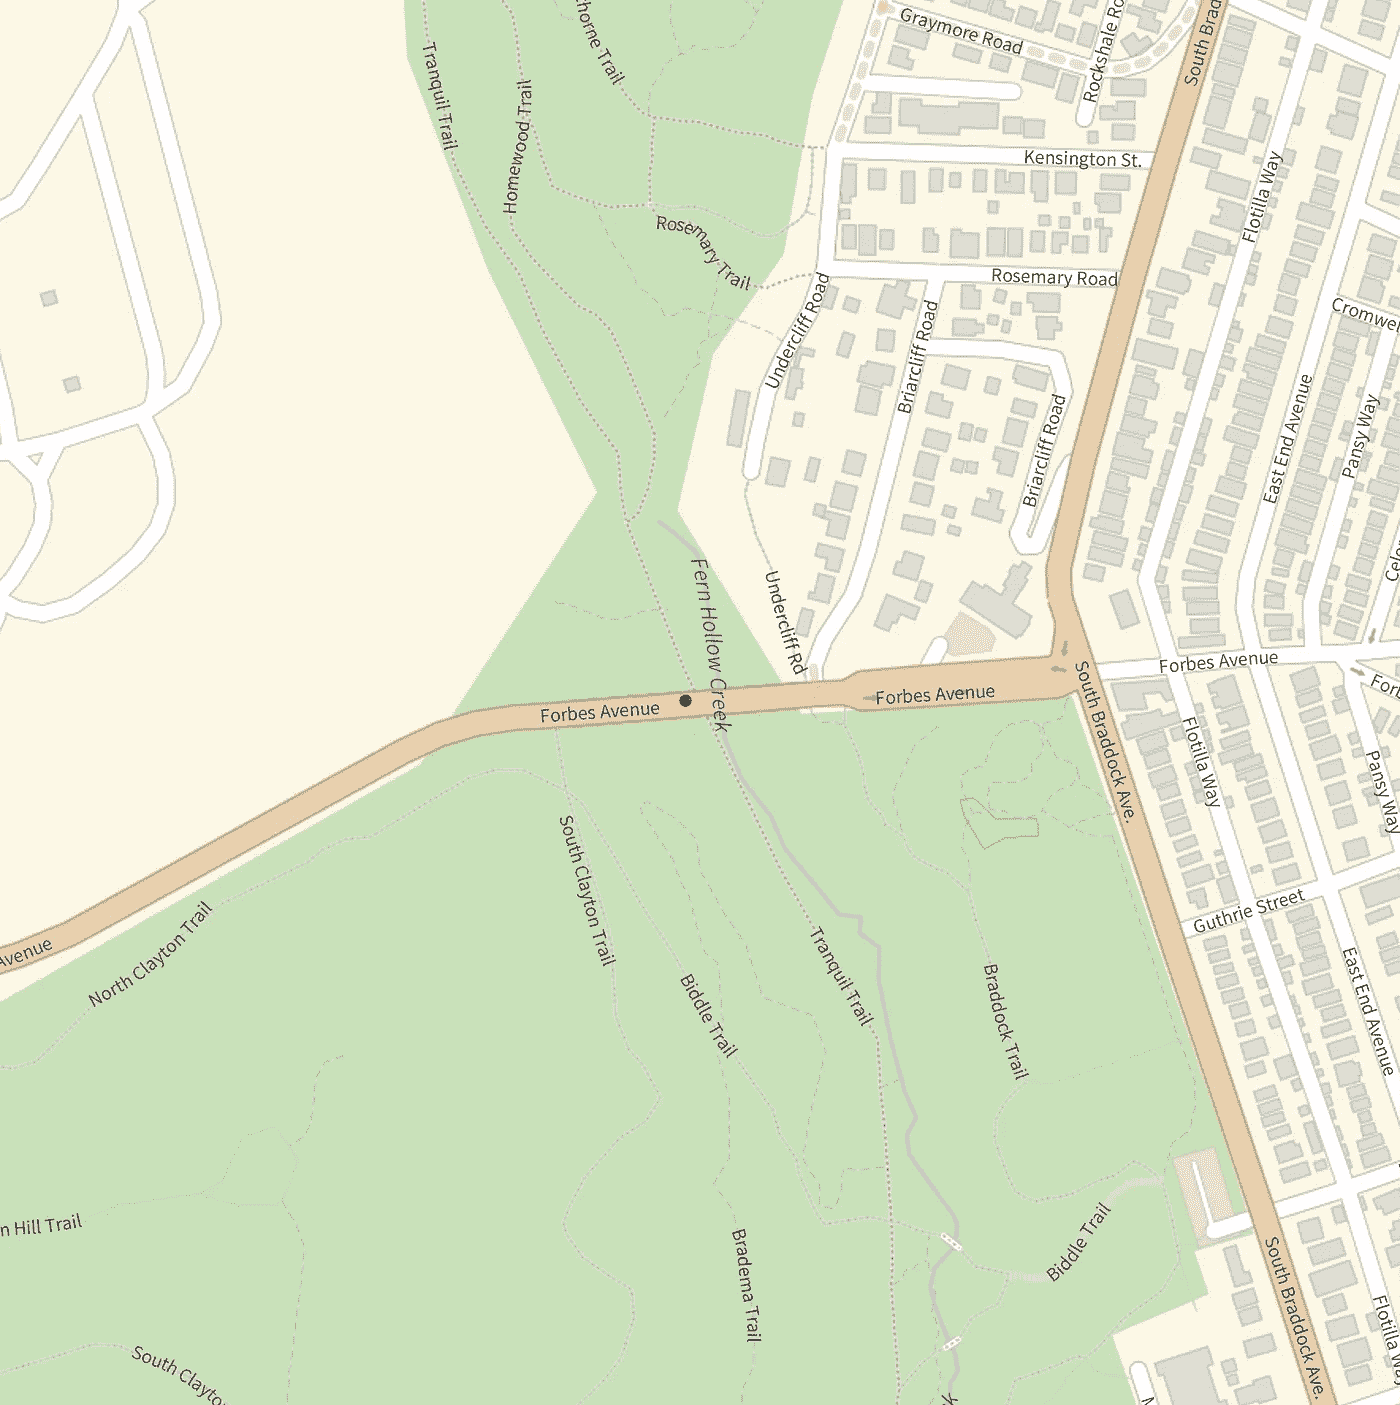 Graymore Road
Rockshale
South
Tranquil Trail
Homewood Trail
Trail
Kensington St.
Flotilla Way
Rosemary Trail
Rosemary Road
Undercliff Road
Briarcliff Road
Briarcliff Road
East End Avenue
Pansy Way
Fern Hollow Creek
Undercliff Rd
Forbes Avenue
Forbes Avenue
Forbes Avenue
South Braddock Ave.
Flotilla Way
Pansy Way
South Clayton Trail
Guthrie Street
North Clayton Trail
Avenue
Tranquil Trail
Biddle Trail
Braddock Trail
East End Avenue
n Hill Trail
Biddle Trail
Bradema Trail
South Braddock Ave.
Flotilla Way
South Clayto